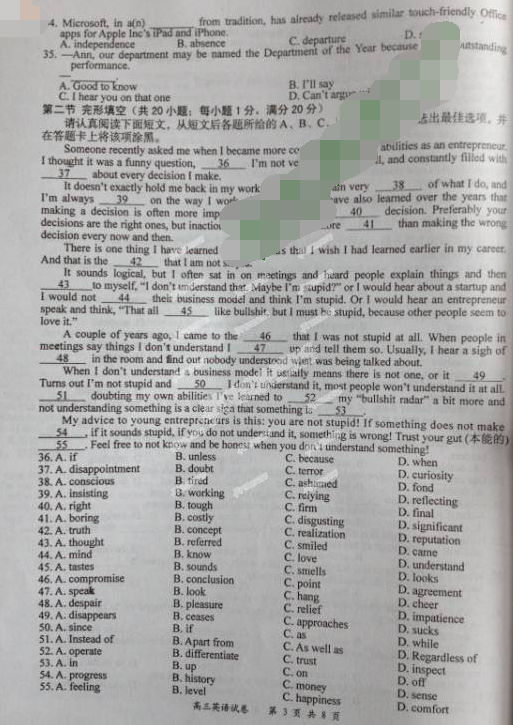 4. Microsoft, in a(n) ______ from tradition, has already released similar touch-friendly Office
apps for Apple Inc's iPad and iPhone.
A. independence B. absence C. departure D.
35. —Ann, our department may be named the Department of the Year because outstanding
performance.
— ______
A. Good to know B. I'll say
C. I hear you on that one D. Can't
第二节 完形填空（共20小题；每小题1分，满分20分）
请认真阅读下面短文，从短文后各题所给的A、B、C、 选出最佳选项，并
在答题卡上将该项涂黑。
Someone recently asked me when I became more abilities as an entrepreneur.
I thought it was a funny question, 36 I'm not and constantly filled with
37 about every decision I make.
It doesn't exactly hold me back in my work very 38 of what I do, and
I'm always 39 on the way I have also learned over the years that
making a decision is often more 40 decision. Preferably your
decisions are the right ones, but 41 than making the wrong
decision every now and then.
There is one thing I have learned that I wish I had learned earlier in my career.
And that is the 42 that I am not
It sounds logical, but I often sat in on meetings and heard people explain things and then
43 to myself, "I don't understand that. Maybe I'm stupid?" or I would hear about a startup and
I would not 44 their business model and think I'm stupid. Or I would hear an entrepreneur
speak and think, "That all 45 like bullshit, but I must be stupid, because other people seem to
love it."
A couple of years ago, I came to the 46 that I was not stupid at all. When people in
meetings say things I don't understand I 47 up and tell them so. Usually, I hear a sigh of
48 in the room and find out nobody understood what was being talked about.
When I don't understand a business model it usually means there is not one, or it 49 .
Turns out I'm not stupid and 50 I don't understand it, most people won't understand it at all.
51 doubting my own abilities I've learned to 52 my "bullshit radar" a bit more and
not understanding something is a clear sign that something is 53 .
My advice to young entrepreneurs is this: you are not stupid! If something does not make
54 , if it sounds stupid, if you do not understand it, something is wrong! Trust your gut (本能的)
55 . Feel free to not know and be honest when you don't understand something!
36. A. if B. unless C. because D. when
37. A. disappointment B. doubt C. terror D. curiosity
38. A. conscious B. tired C. ashamed D. fond
39. A. insisting B. working C. relying D. reflecting
40. A. right B. tough C. firm D. final
41. A. boring B. costly C. disgusting D. significant
42. A. truth B. concept C. realization D. reputation
43. A. thought B. referred C. smiled D. came
44. A. mind B. know C. love D. understand
45. A. tastes B. sounds C. smells D. looks
46. A. compromise B. conclusion C. point D. agreement
47. A. speak B. look C. hang D. cheer
48. A. despair B. pleasure C. relief D. impatience
49. A. disappears B. ceases C. approaches D. sucks
50. A. since B. if C. as D. while
51. A. Instead of B. Apart from C. As well as D. Regardless of
52. A. operate B. differentiate C. trust D. inspect
53. A. in B. up C. on D. off
54. A. progress B. history C. money D. sense
55. A. feeling B. level C. happiness D. comfort
高三英语试卷 第 3 页 共 8 页